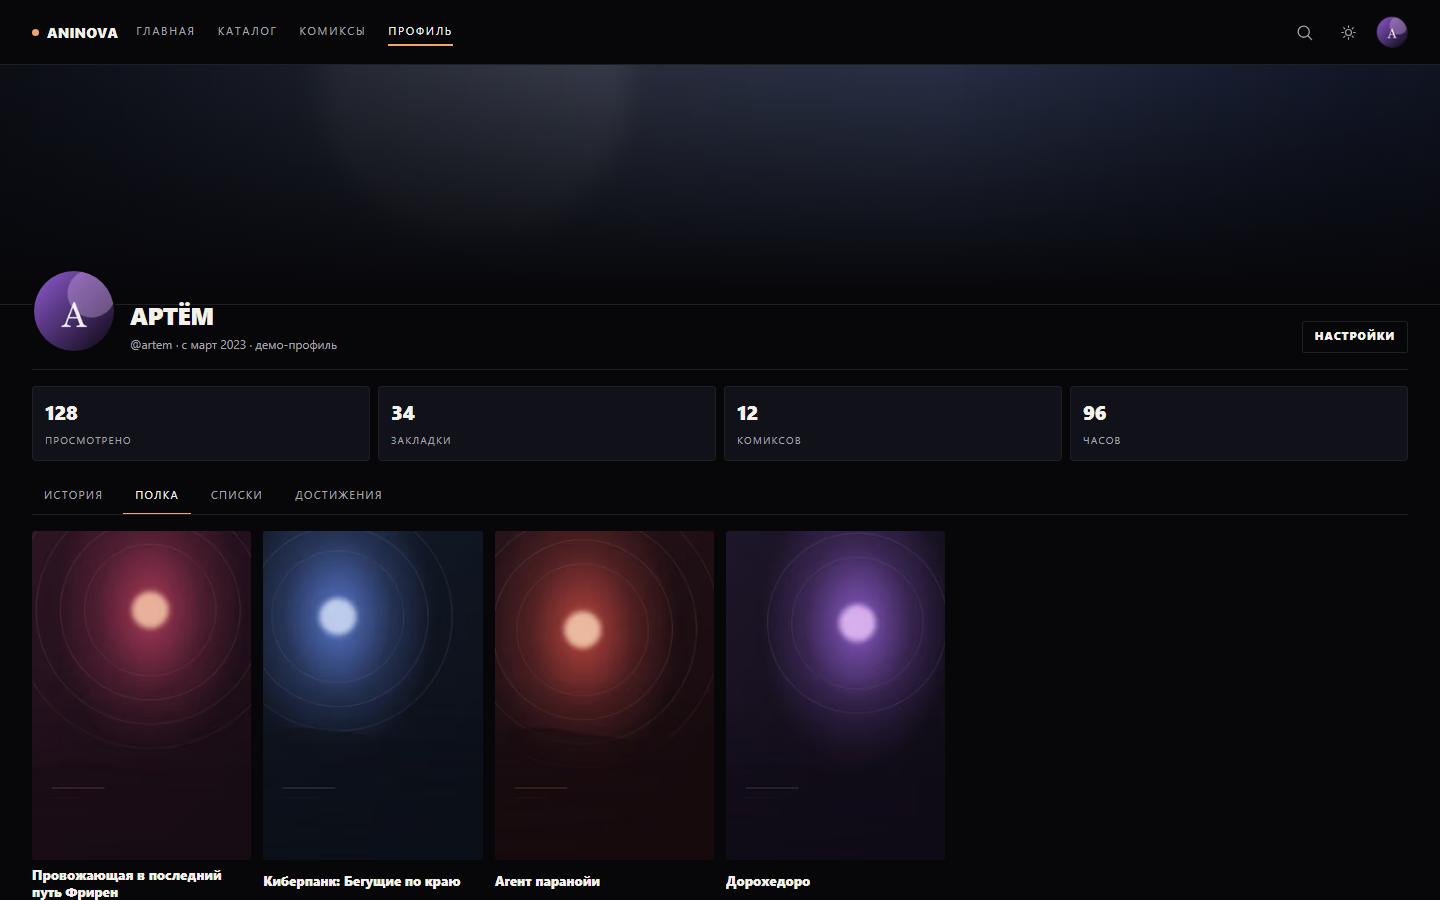 ANINOVA ГЛАВНАЯ КАТАЛОГ КОМИКСЫ ПРОФИЛЬ A
A
АРТЁМ
@artem · с март 2023 · демо-профиль
НАСТРОЙКИ
128
ПРОСМОТРЕНО
34
ЗАКЛАДКИ
12
КОМИКСОВ
96
ЧАСОВ
ИСТОРИЯ ПОЛКА СПИСКИ ДОСТИЖЕНИЯ
Провожающая в последний
путь Фрирен
Киберпанк: Бегущие по краю
Агент паранойи
Дорохедоро